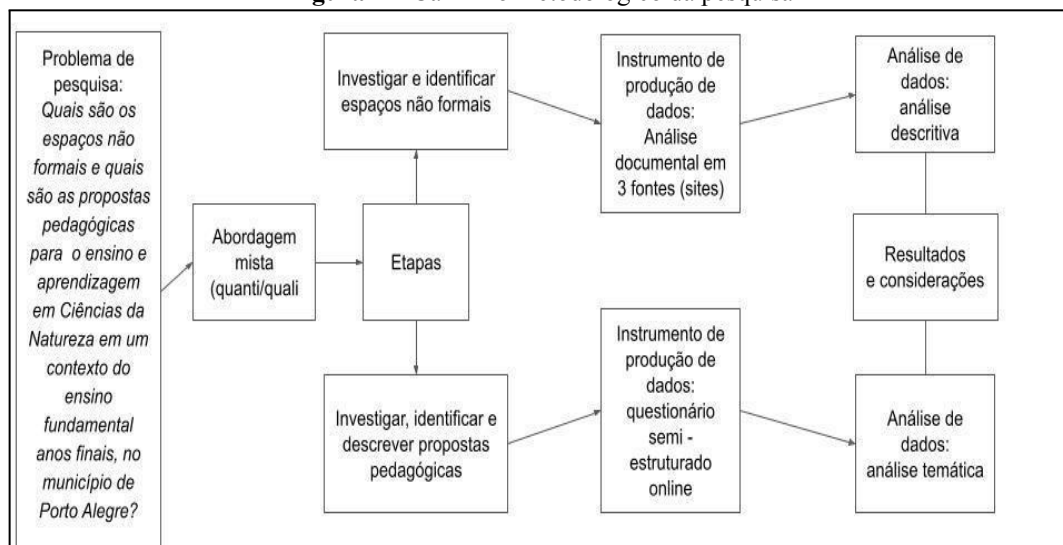 Problema de
pesquisa:
Quais são os
espaços não
formais e quais
são as propostas
pedagógicas
para o ensino e
aprendizagem
em Ciências da
Natureza em um
contexto do
ensino
fundamental
anos finais, no
município de
Porto Alegre?
Abordagem
mista
(quanti/quali
Etapas
Investigar e identificar
espaços não formais
Instrumento de
produção de
dados:
Análise
documental em
3 fontes (sites)
Análise de
dados:
análise
descritiva
Investigar, identificar e
descrever propostas
pedagógicas
Instrumento de
produção de
dados:
questionário
semi -
estruturado
online
Análise de
dados:
análise temática
Resultados
e considerações